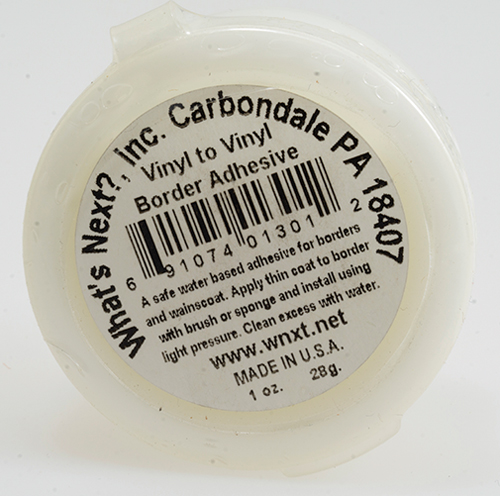 What's Next?, Inc. Carbondale PA 18407
Vinyl to Vinyl
Border Adhesive
6 91074 01301 2
A safe water based adhesive for borders
and wainscoat. Apply thin coat to border
with brush or sponge and install using
light pressure. Clean excess with water.
www.wnxt.net
MADE IN U.S.A.
1 oz. 28g.